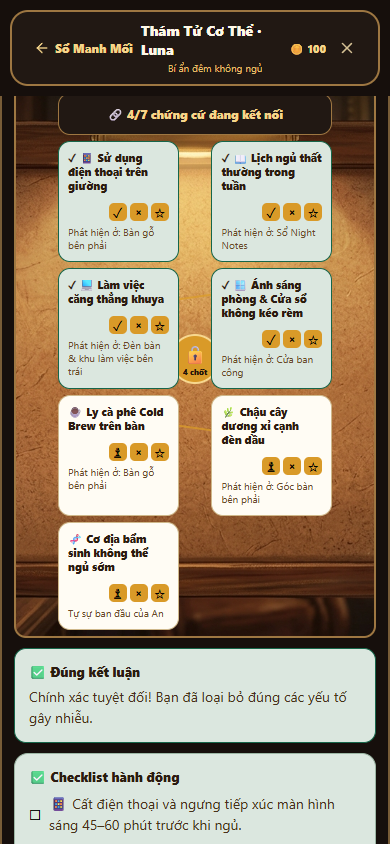 ← Sổ Manh Mối
Thám Tử Cơ Thể ·
Luna
Bí ẩn đêm không ngủ
100 ×
🔗 4/7 chứng cứ đang kết nối
✓ 📱 Sử dụng
điện thoại trên
giường
✓ × ☆
Phát hiện ở: Bàn gỗ
bên phải
✓ 📖 Lịch ngủ thất
thường trong
tuần
✓ × ☆
Phát hiện ở: Sổ Night
Notes
✓ 💻 Làm việc
căng thẳng khuya
✓ × ☆
Phát hiện ở: Đèn bàn
& khu làm việc bên
trái
✓ 🪟 Ánh sáng
phòng & Cửa sổ
không kéo rèm
✓ × ☆
Phát hiện ở: Cửa ban
công
🔒
4 chốt
Ly cà phê Cold
Brew trên bàn
× ☆
Phát hiện ở: Bàn gỗ
bên phải
🌿 Chậu cây
dương xỉ cạnh
đèn dầu
× ☆
Phát hiện ở: Góc bàn
bên phải
🧬 Cơ địa bẩm
sinh không thể
ngủ sớm
× ☆
Tự sự ban đầu của An
✅ Đúng kết luận
Chính xác tuyệt đối! Bạn đã loại bỏ đúng các yếu tố
gây nhiễu.
✅ Checklist hành động
☐ 📱 Cất điện thoại và ngưng tiếp xúc màn hình
sáng 45–60 phút trước khi ngủ.